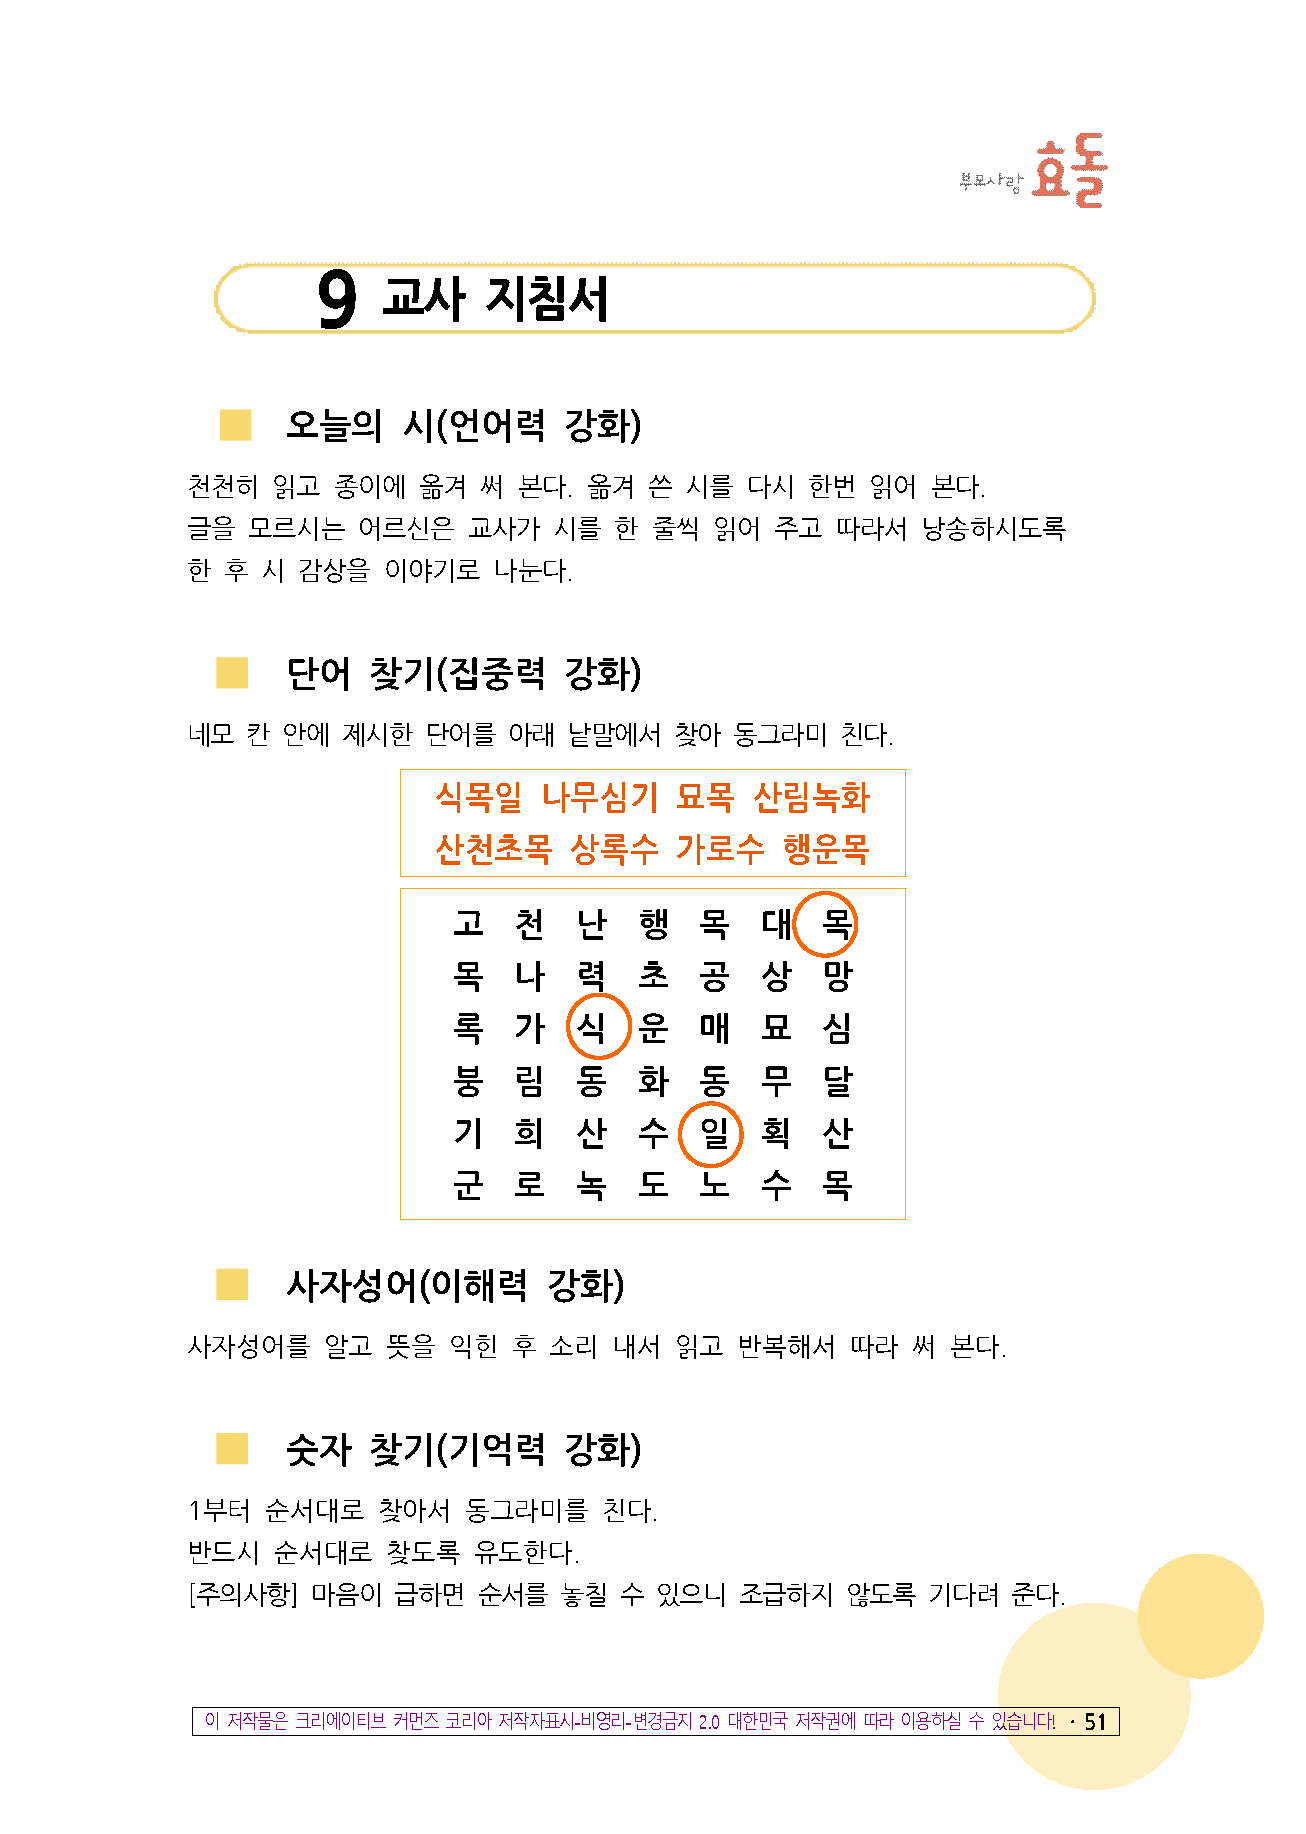 부모사랑 효돌
9 교사 지침서
오늘의 시(언어력 강화)
천천히 읽고 종이에 옮겨 써 본다. 옮겨 쓴 시를 다시 한번 읽어 본다.
글을 모르시는 어르신은 교사가 시를 한 줄씩 읽어 주고 따라서 낭송하시도록
한 후 시 감상을 이야기로 나눈다.
단어 찾기(집중력 강화)
네모 칸 안에 제시한 단어를 아래 낱말에서 찾아 동그라미 친다.
식목일 나무심기 묘목 산림녹화
산천초목 상록수 가로수 행운목
고 천 난 행 목 대 목
목 나 력 초 공 상 망
록 가 식 운 매 묘 심
붕 림 동 화 동 무 달
기 희 산 수 일 획 산
군 로 녹 도 노 수 목
사자성어(이해력 강화)
사자성어를 알고 뜻을 익힌 후 소리 내서 읽고 반복해서 따라 써 본다.
숫자 찾기(기억력 강화)
1부터 순서대로 찾아서 동그라미를 친다.
반드시 순서대로 찾도록 유도한다.
[주의사항] 마음이 급하면 순서를 놓칠 수 있으니 조급하지 않도록 기다려 준다.
이 저작물은 크리에이티브 커먼즈 코리아 저작자표시-비영리-변경금지 2.0 대한민국 저작권에 따라 이용하실 수 있습니다! · 51